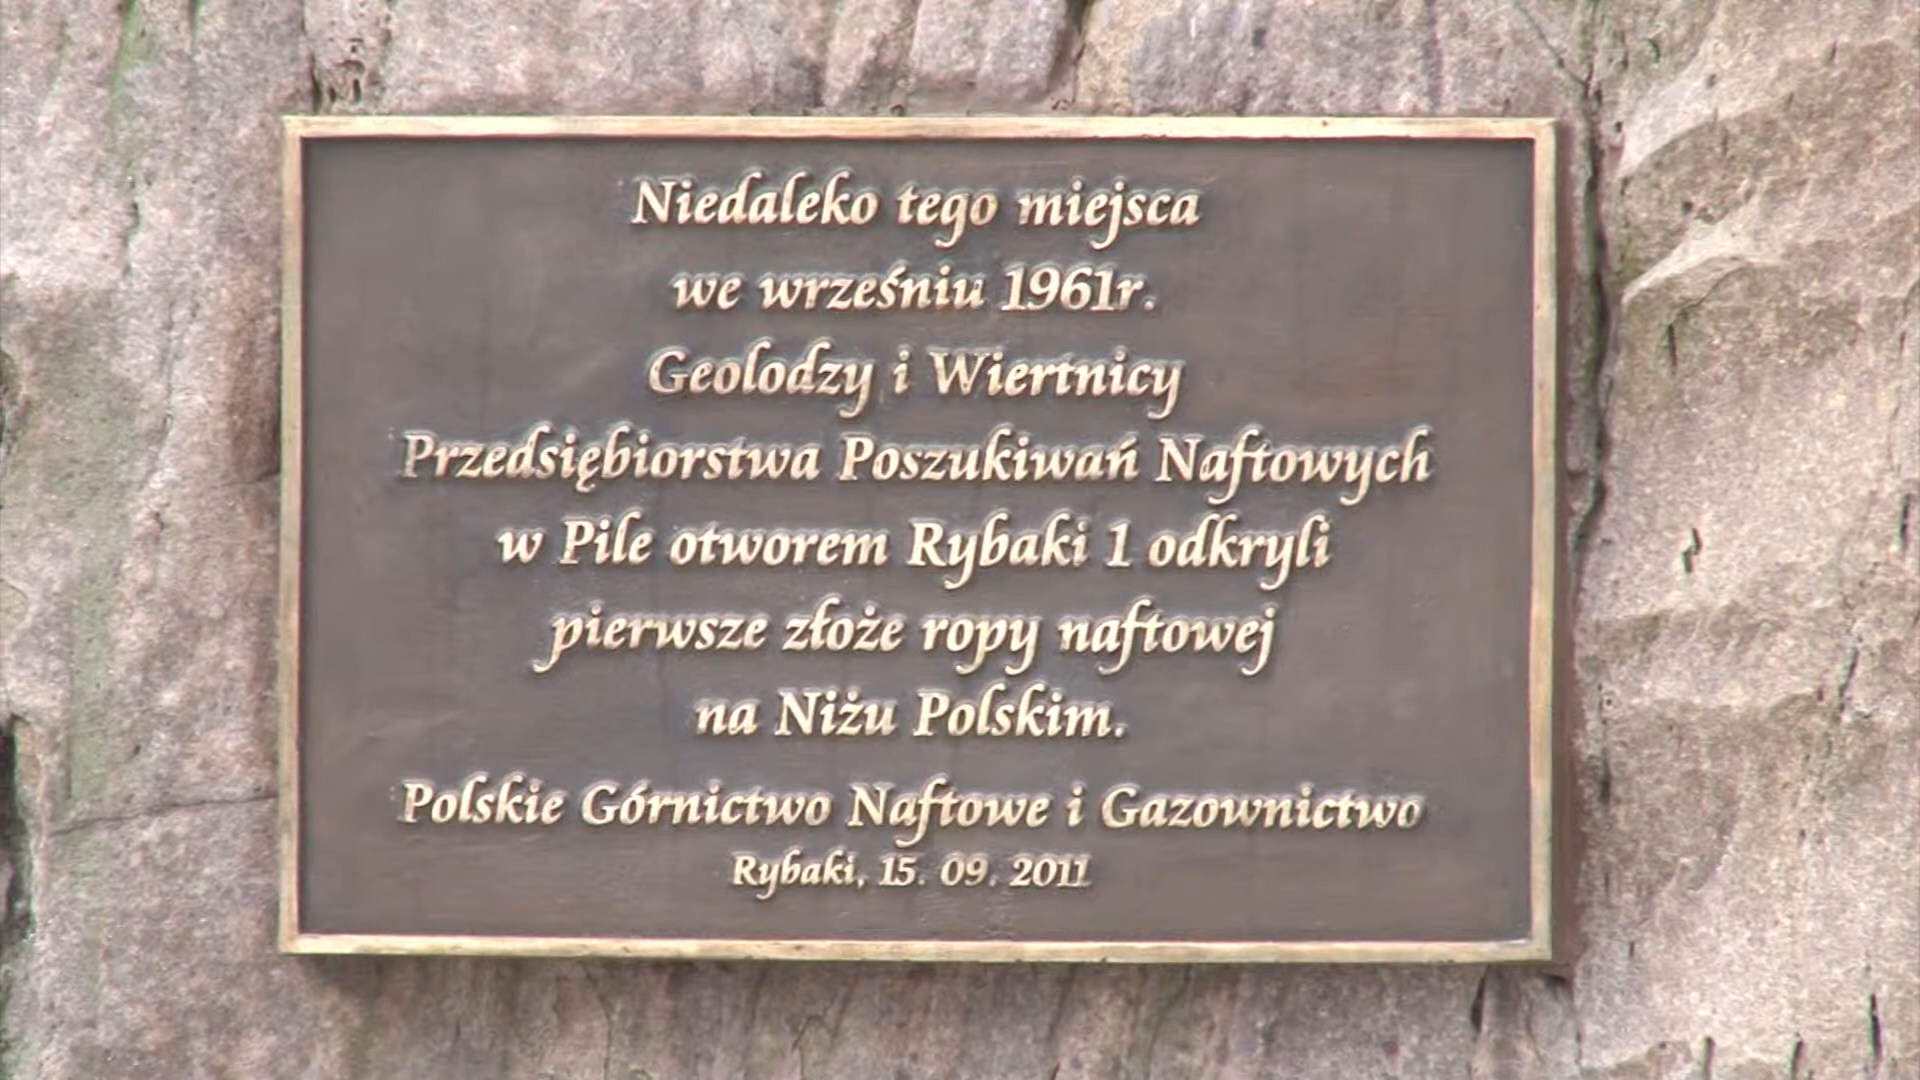 Niedaleko tego miejsca
we wrześniu 1961r.
Geolodzy i Wiertnicy
Przedsiębiorstwa Poszukiwań Naftowych
w Pile otworem Rybaki 1 odkryli
pierwsze złoże ropy naftowej
na Niżu Polskim.
Polskie Górnictwo Naftowe i Gazownictwo
Rybaki, 15. 09. 2011